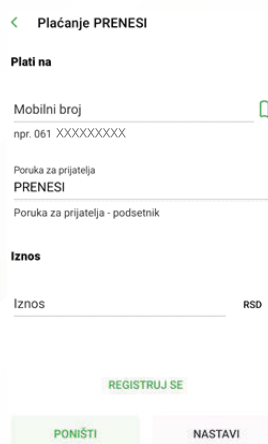 Plaćanje PRENESI
Plati na
Mobilni broj
npr. 061 XXXXXXXXX
Poruka za prijatelja
PRENESI
Poruka za prijatelja - podsetnik
Iznos
Iznos RSD
REGISTRUJ SE
PONIŠTI NASTAVI